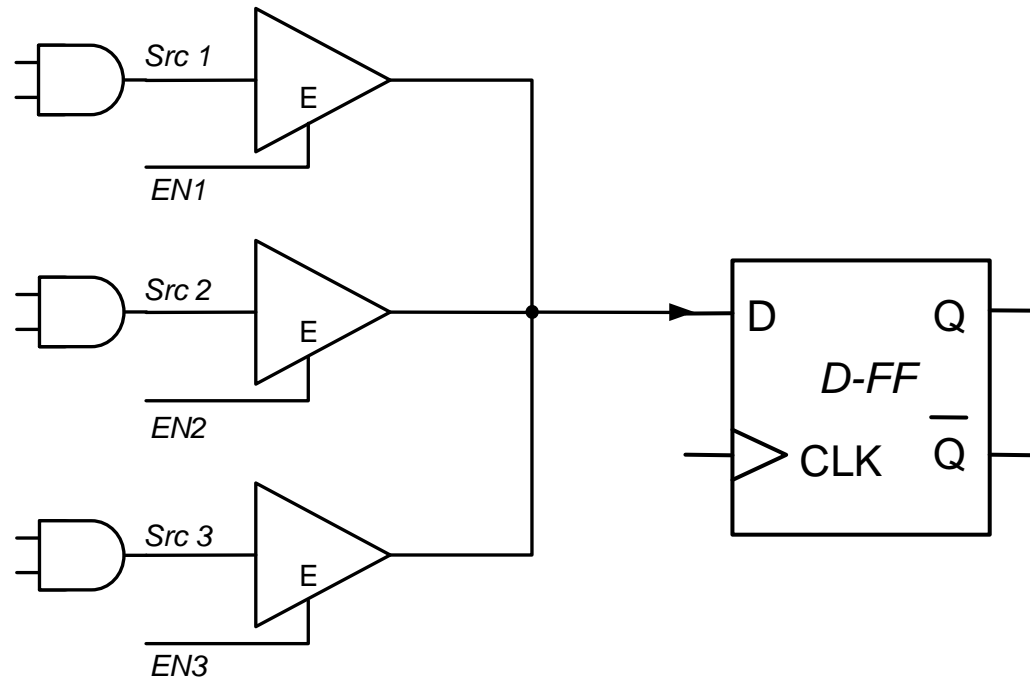 Src 1
E
EN1
Src 2
E
EN2
Src 3
E
EN3
D Q
D-FF
CLK Q̅